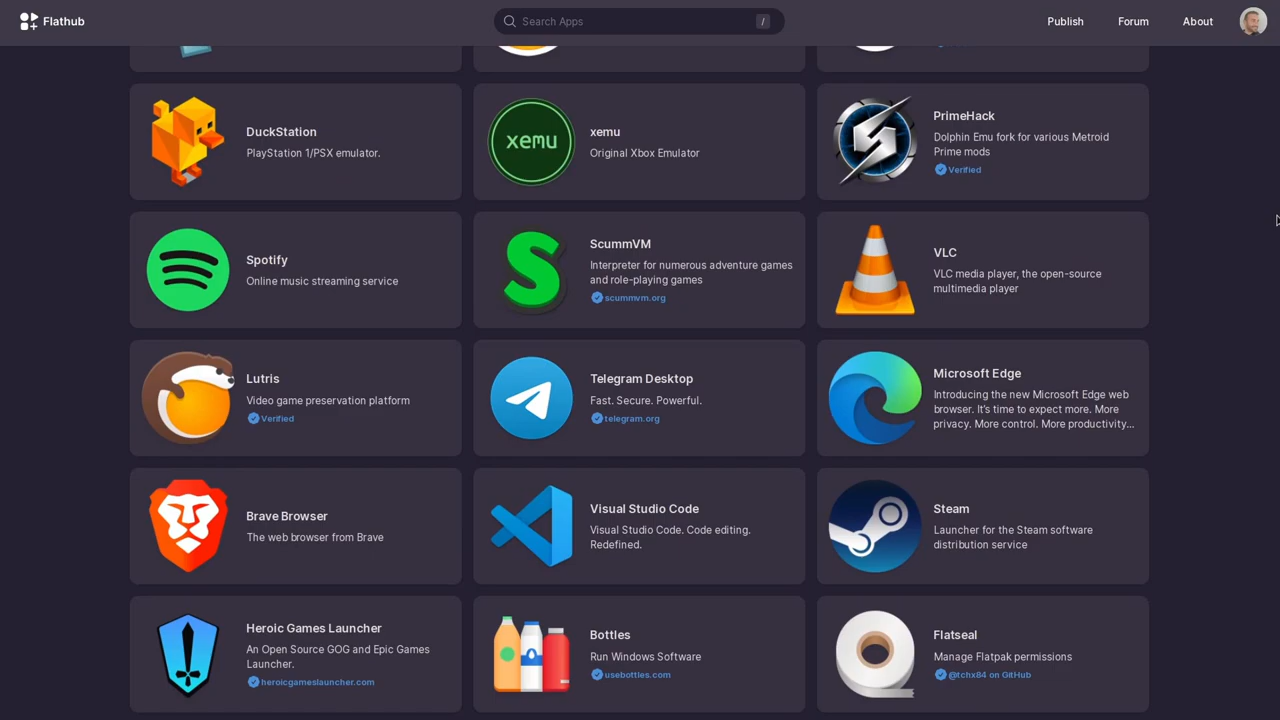 Flathub
Search Apps
/
Publish
Forum
About
DuckStation
PlayStation 1/PSX emulator.
xemu
xemu
Original Xbox Emulator
PrimeHack
Dolphin Emu fork for various Metroid
Prime mods
Verified
Spotify
Online music streaming service
S
ScummVM
Interpreter for numerous adventure games
and role-playing games
scummvm.org
VLC
VLC media player, the open-source
multimedia player
Lutris
Video game preservation platform
Verified
Telegram Desktop
Fast. Secure. Powerful.
telegram.org
Microsoft Edge
Introducing the new Microsoft Edge web
browser. It's time to expect more. More
privacy. More control. More productivity...
Brave Browser
The web browser from Brave
Visual Studio Code
Visual Studio Code. Code editing.
Redefined.
Steam
Launcher for the Steam software
distribution service
Heroic Games Launcher
An Open Source GOG and Epic Games
Launcher.
heroicgameslauncher.com
Bottles
Run Windows Software
usebottles.com
Flatseal
Manage Flatpak permissions
@tchx84 on GitHub